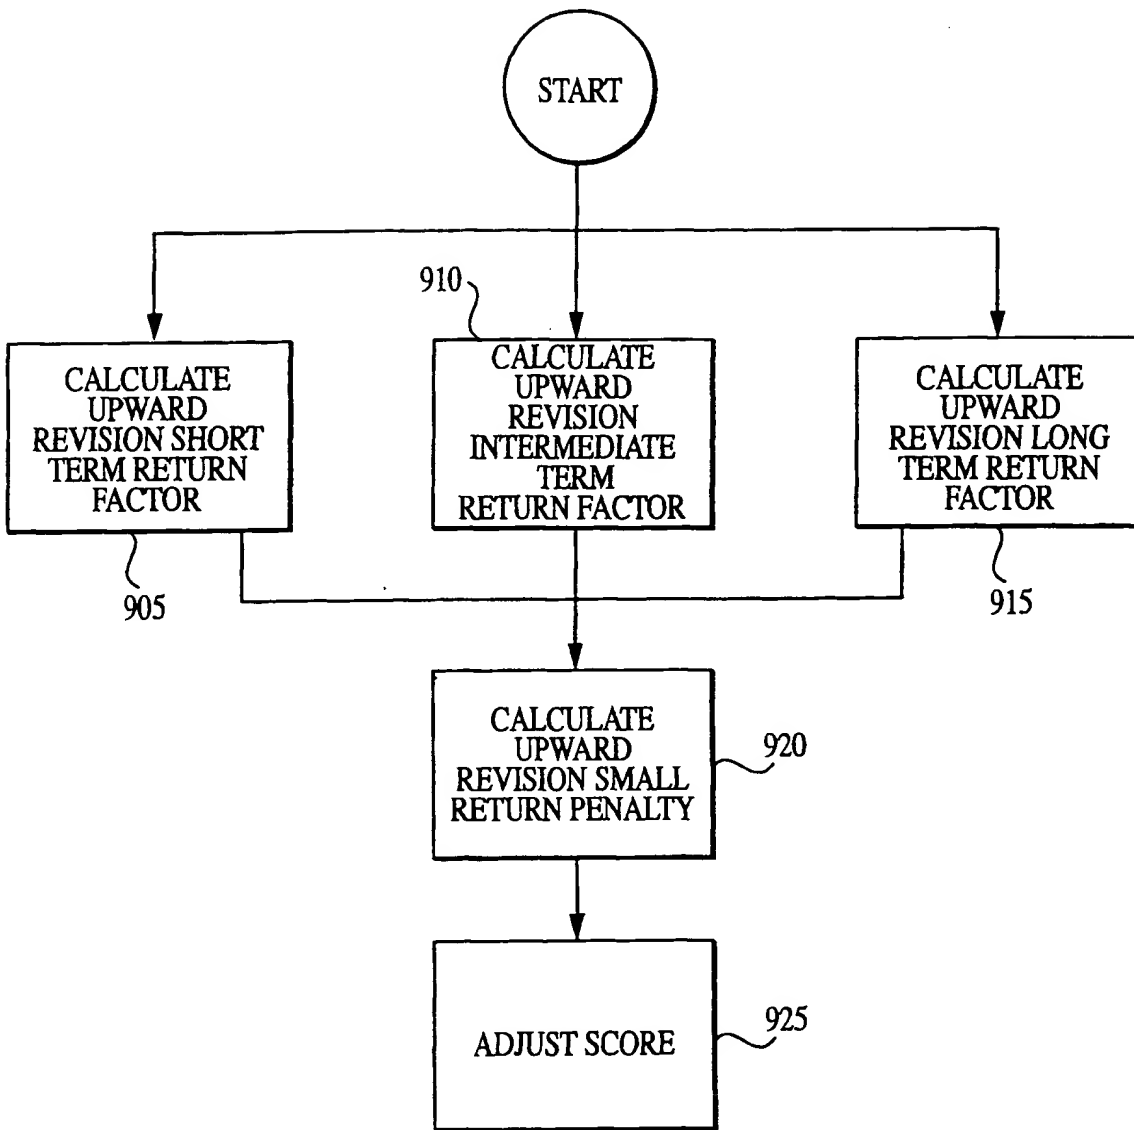 START
910
CALCULATE
UPWARD
REVISION SHORT
TERM RETURN
FACTOR
CALCULATE
UPWARD
REVISION
INTERMEDIATE
TERM
RETURN FACTOR
CALCULATE
UPWARD
REVISION LONG
TERM RETURN
FACTOR
905
915
CALCULATE
UPWARD
REVISION SMALL
RETURN PENALTY
920
ADJUST SCORE
925